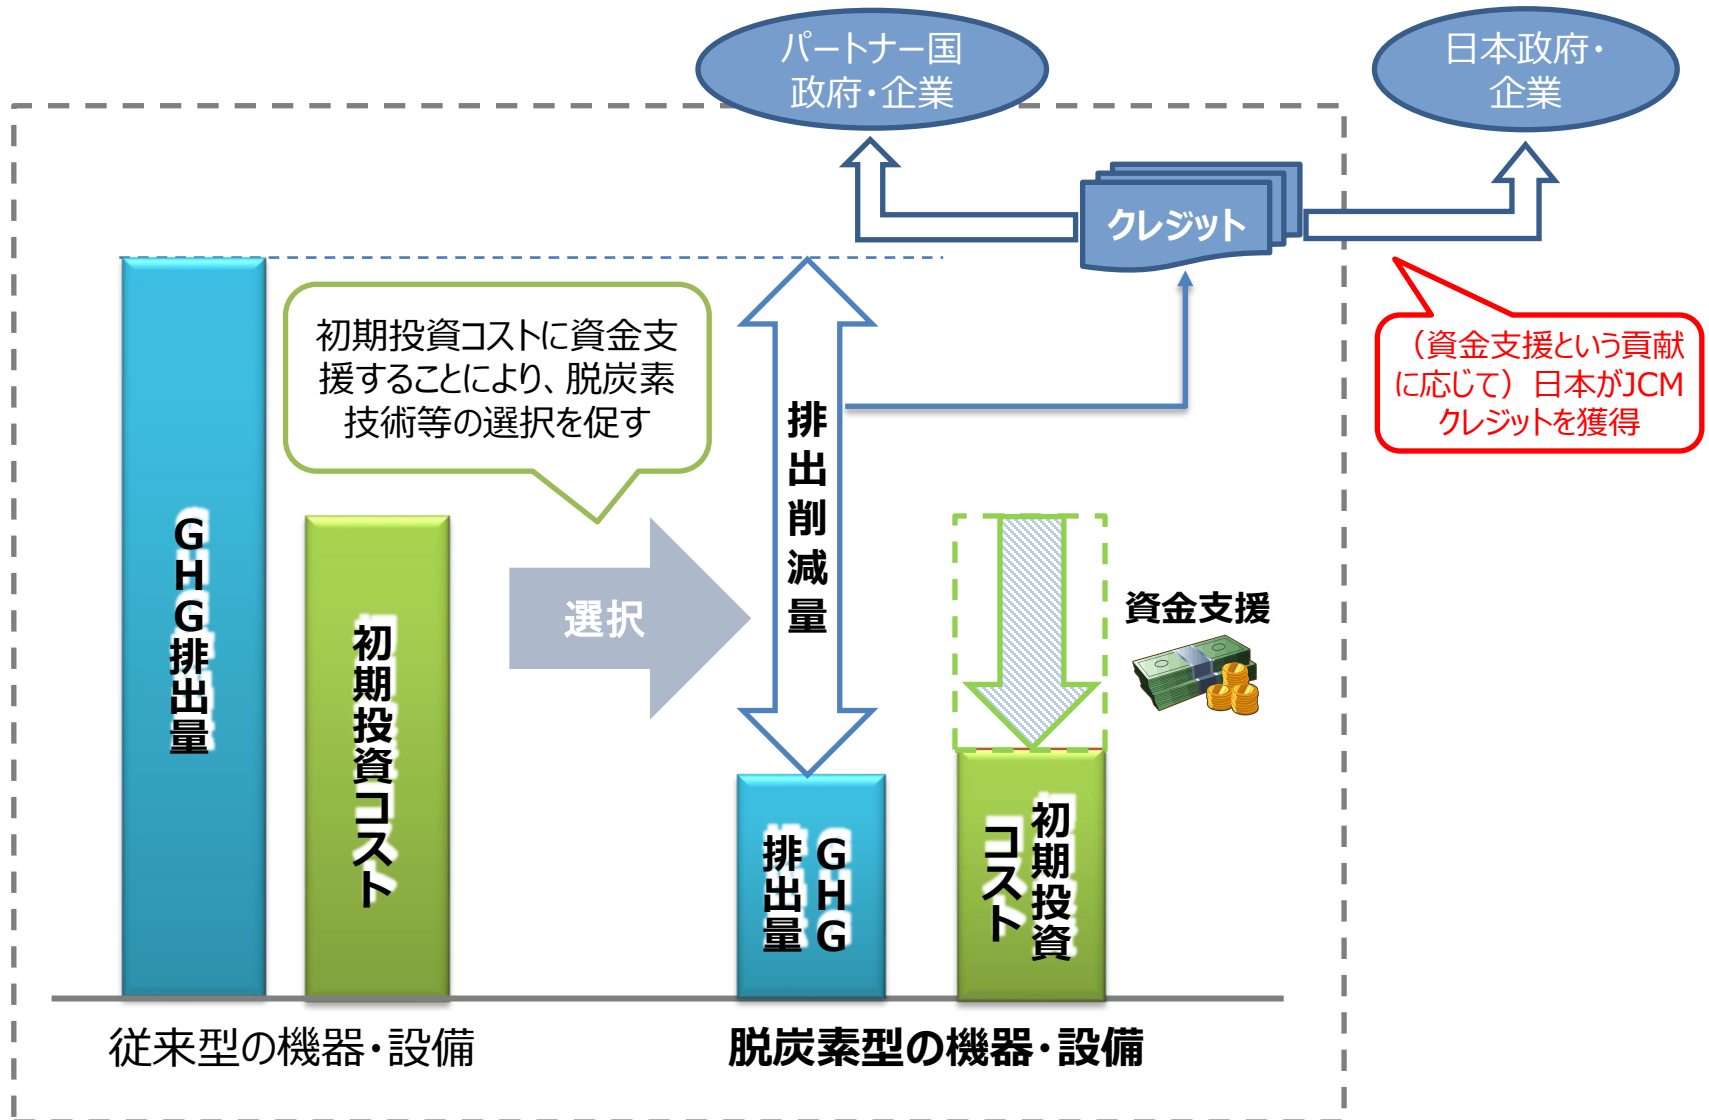 パートナー国
政府・企業
日本政府・
企業
クレジット
初期投資コストに資金支
援することにより、脱炭素
技術等の選択を促す
（資金支援という貢献
に応じて）日本がJCM
クレジットを獲得
排出削減量
GHG排出量
初期投資コスト
選択
資金支援
GHG
排出量
初期投資
コスト
従来型の機器・設備
脱炭素型の機器・設備